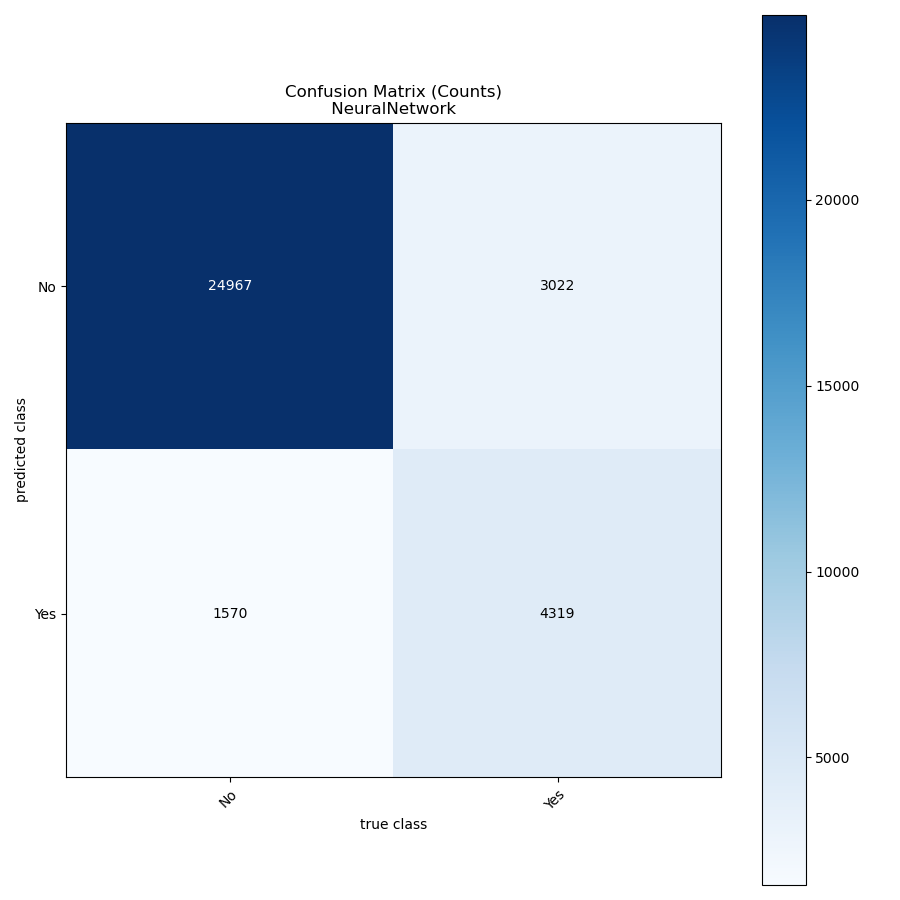 Confusion Matrix (Counts)
NeuralNetwork
20000
No
24967
3022
15000
predicted class
10000
Yes
1570
4319
5000
No
Yes
true class